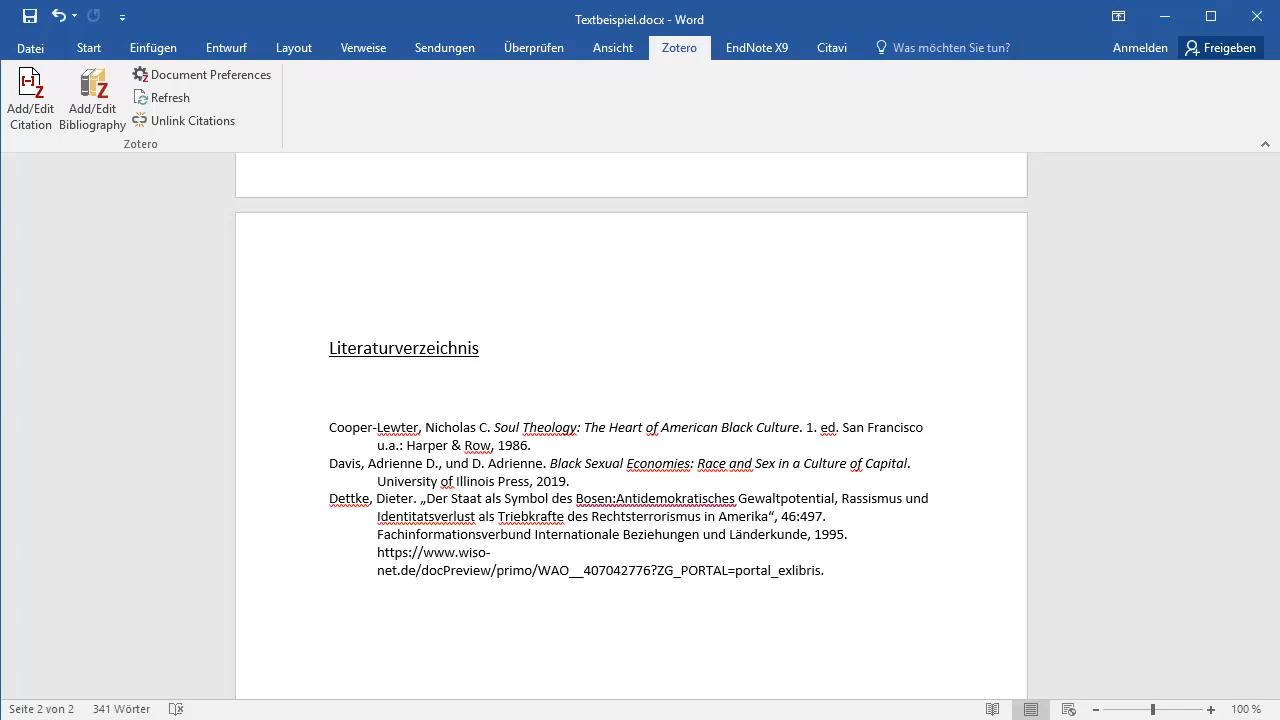 Textbeispiel.docx - Word
Datei Start Einfügen Entwurf Layout Verweise Sendungen Überprüfen Ansicht Zotero EndNote X9 Citavi Was möchten Sie tun? Anmelden Freigeben
Add/Edit Citation
Add/Edit Bibliography
Document Preferences
Refresh
Unlink Citations
Zotero
Literaturverzeichnis
Cooper-Lewter, Nicholas C. Soul Theology: The Heart of American Black Culture. 1. ed. San Francisco
u.a.: Harper & Row, 1986.
Davis, Adrienne D., und D. Adrienne. Black Sexual Economies: Race and Sex in a Culture of Capital.
University of Illinois Press, 2019.
Dettke, Dieter. „Der Staat als Symbol des Bosen:Antidemokratisches Gewaltpotential, Rassismus und
Identitatsverlust als Triebkrafte des Rechtsterrorismus in Amerika“, 46:497.
Fachinformationsverbund Internationale Beziehungen und Länderkunde, 1995.
https://www.wiso-
net.de/docPreview/primo/WAO__407042776?ZG_PORTAL=portal_exlibris.
Seite 2 von 2 341 Wörter 100 %